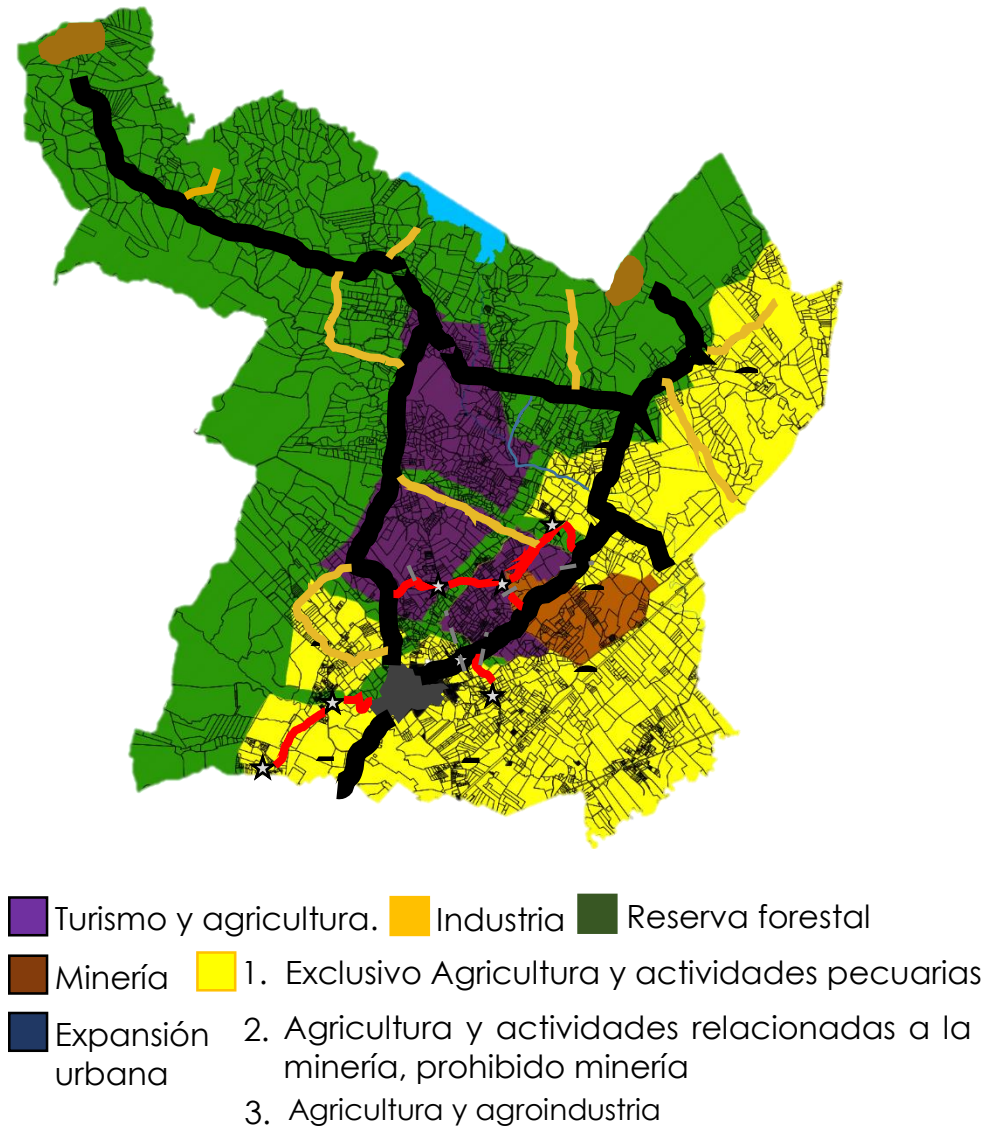 Turismo y agricultura. Industria Reserva forestal
Minería 1. Exclusivo Agricultura y actividades pecuarias
Expansión urbana
2. Agricultura y actividades relacionadas a la
minería, prohibido minería
3. Agricultura y agroindustria